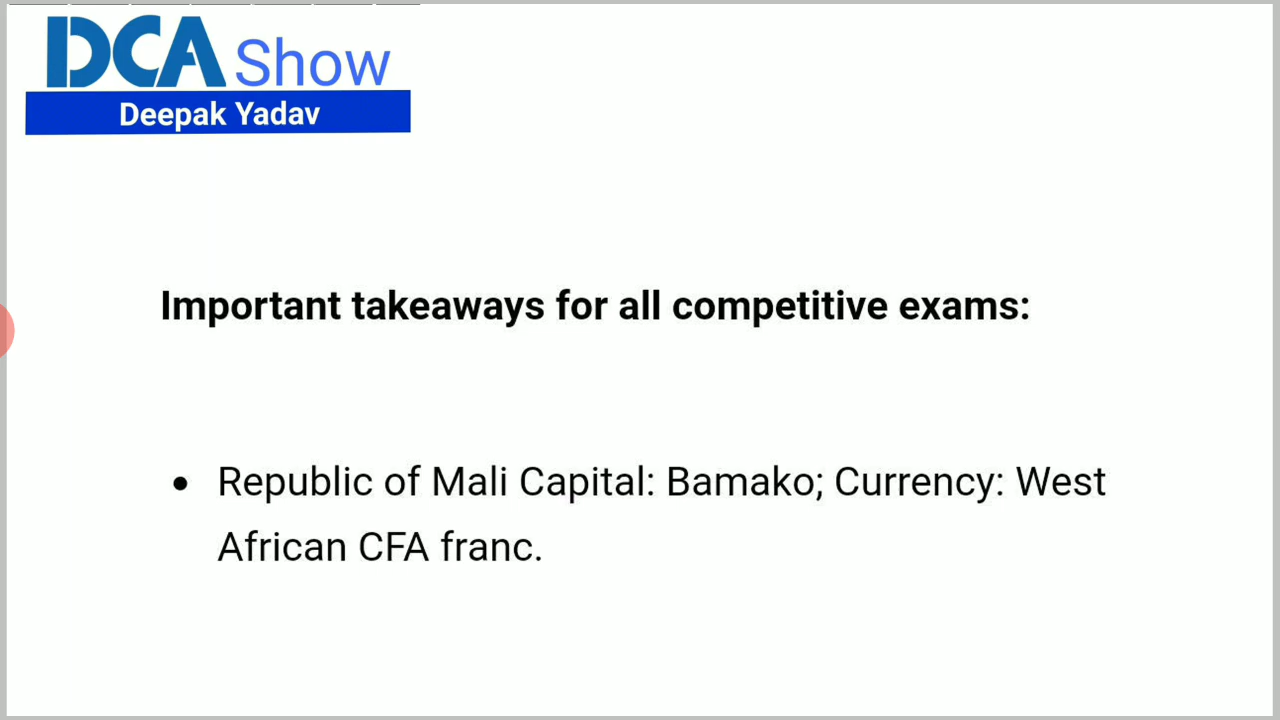 DCA Show
Deepak Yadav
Important takeaways for all competitive exams:
• Republic of Mali Capital: Bamako; Currency: West
African CFA franc.